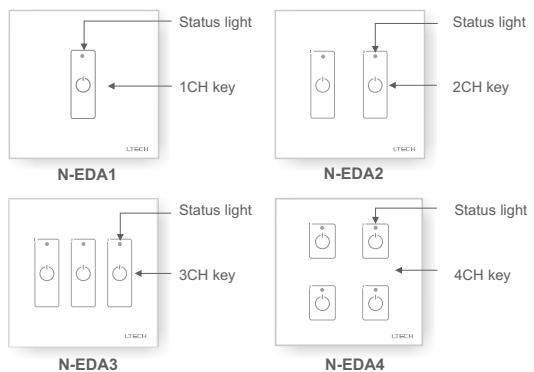 Status light
1CH key
LTECH
N-EDA1
Status light
2CH key
LTECH
N-EDA2
Status light
3CH key
LTECH
N-EDA3
Status light
4CH key
LTECH
N-EDA4